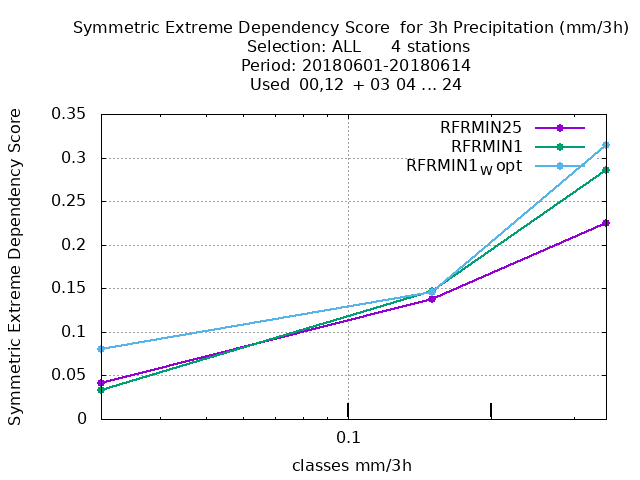 Symmetric Extreme Dependency Score  for 3h Precipitation (mm/3h)
Selection: ALL      4 stations
Period: 20180601-20180614
Used  00,12  + 03 04 ... 24
Symmetric Extreme Dependency Score
0.35
0.3
0.25
0.2
0.15
0.1
0.05
0
RFRMIN25
RFRMIN1
RFRMIN1W opt
0.1
classes mm/3h